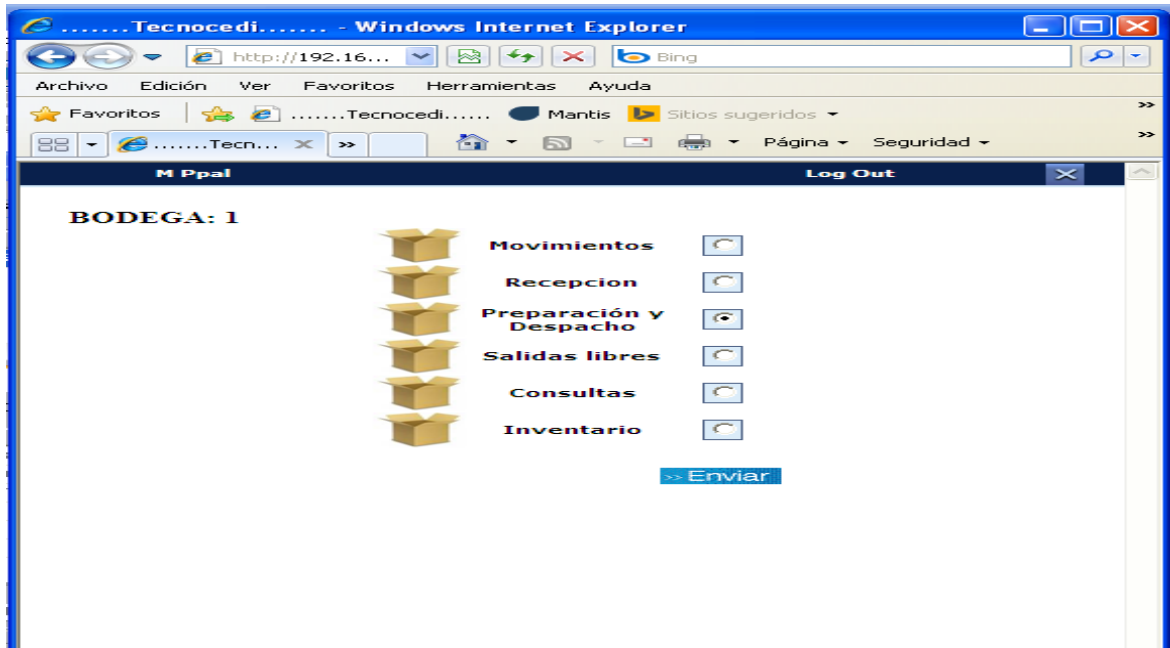 .......Tecnocedi....... - Windows Internet Explorer
http://192.16... Bing
Archivo Edición Ver Favoritos Herramientas Ayuda
Favoritos .......Tecnocedi...... Mantis Sitios sugeridos »
.......Tecn... » Página Seguridad »
M Ppal Log Out
BODEGA: 1
Movimientos
Recepcion
Preparación y
Despacho
Salidas libres
Consultas
Inventario
>> Enviar